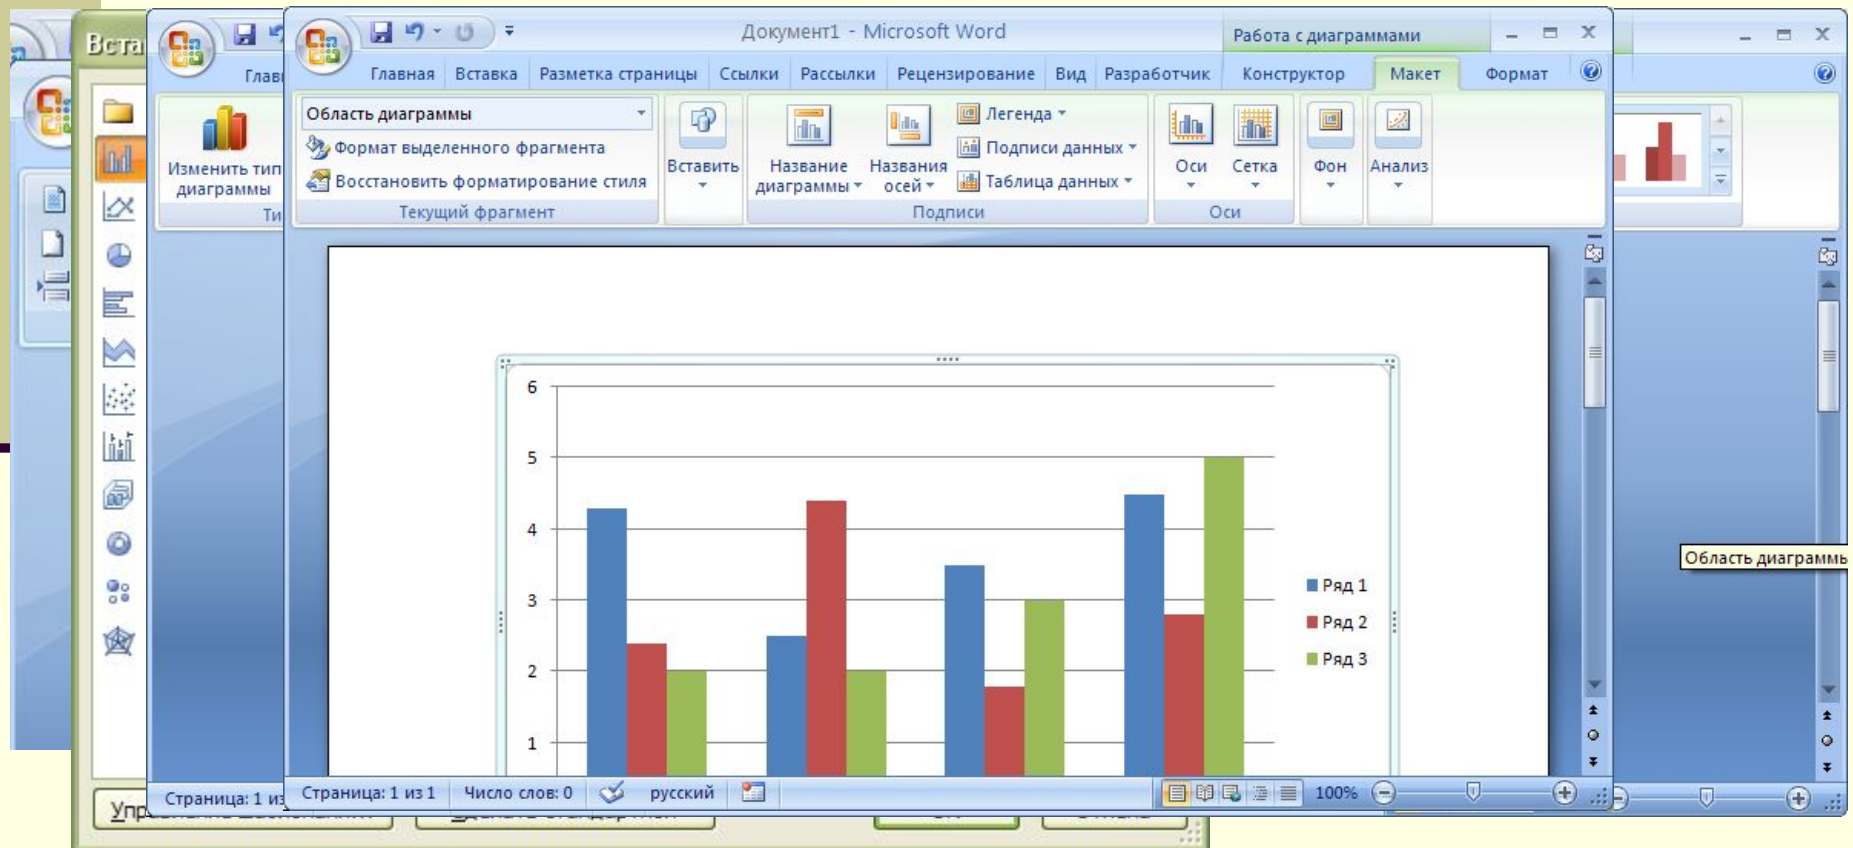 Документ1 - Microsoft Word
Работа с диаграммами
Главная Вставка Разметка страницы Ссылки Рассылки Рецензирование Вид Разработчик Конструктор Макет Формат
Область диаграммы
Формат выделенного фрагмента
Восстановить форматирование стиля
Текущий фрагмент
Вставить
Название
диаграммы
Названия
осей
Легенда
Подписи данных
Таблица данных
Подписи
Оси
Сетка
Оси
Фон
Анализ
Изменить тип
диаграммы
6
5
4
3
2
1
Ряд 1
Ряд 2
Ряд 3
Область диаграммы
Страница: 1 из 1 Число слов: 0 русский 100%
Страница: 1 из